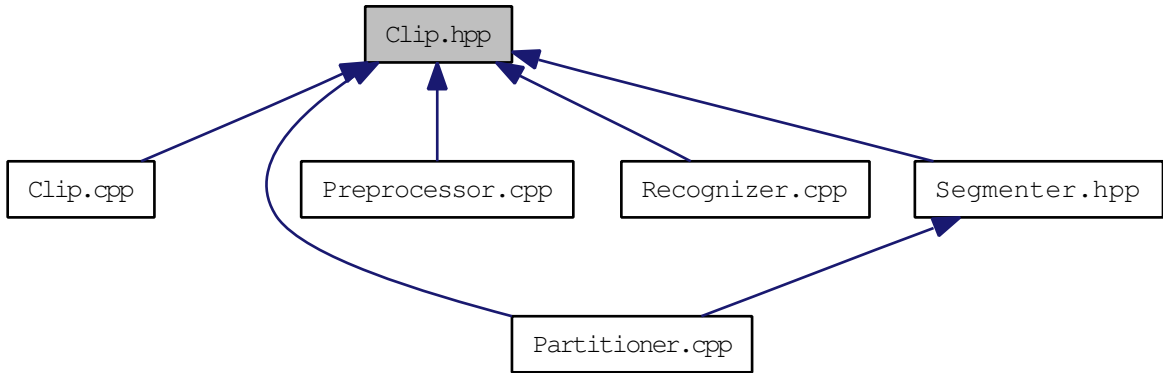 Clip.hpp
Clip.cpp
Preprocessor.cpp
Recognizer.cpp
Segmenter.hpp
Partitioner.cpp